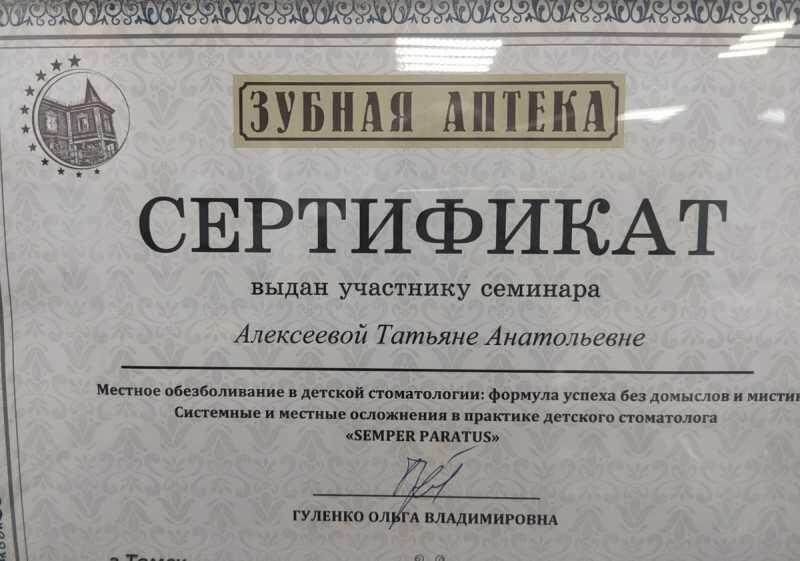 ЗУБНАЯ АПТЕКА
СЕРТИФИКАТ
выдан участнику семинара
Алексеевой Татьяне Анатольевне
Местное обезболивание в детской стоматологии: формула успеха без домыслов и
Системные и местные осложнения в практике детского стоматолога
«SEMPER PARATUS»
ГУЛЕНКО ОЛЬГА ВЛАДИМИРОВНА